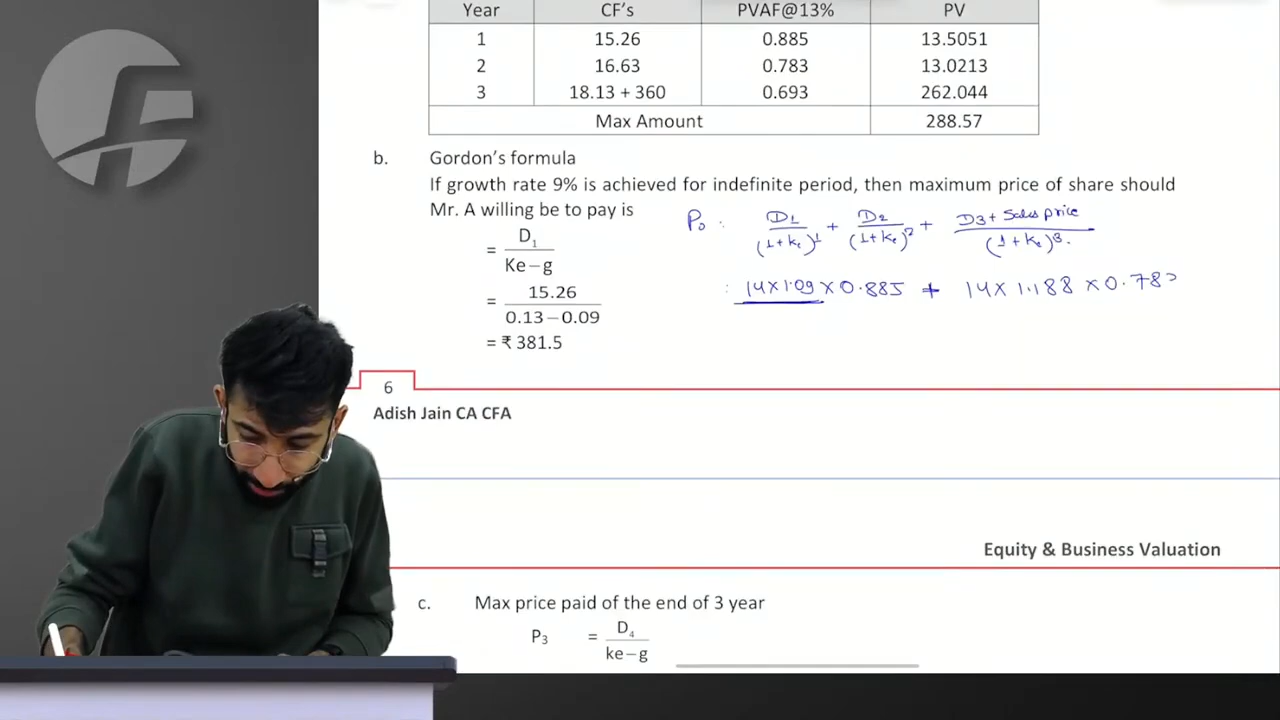 Year CF's PVAF@13% PV
1 15.26 0.885 13.5051
2 16.63 0.783 13.0213
3 18.13 + 360 0.693 262.044
Max Amount 288.57
b. Gordon's formula
If growth rate 9% is achieved for indefinite period, then maximum price of share should
Mr. A willing be to pay is
= D1 / Ke–g
= 15.26 / 0.13–0.09
= ₹ 381.5
P0 : D1 / (1+ke)^1 + D2 / (1+ke)^2 + D3 + Sales price / (1+ke)^3.
: 14×1.09 × 0.885 + 14×1.188 × 0.783
6
Adish Jain CA CFA
Equity & Business Valuation
c. Max price paid of the end of 3 year
P3 = D4 / ke–g